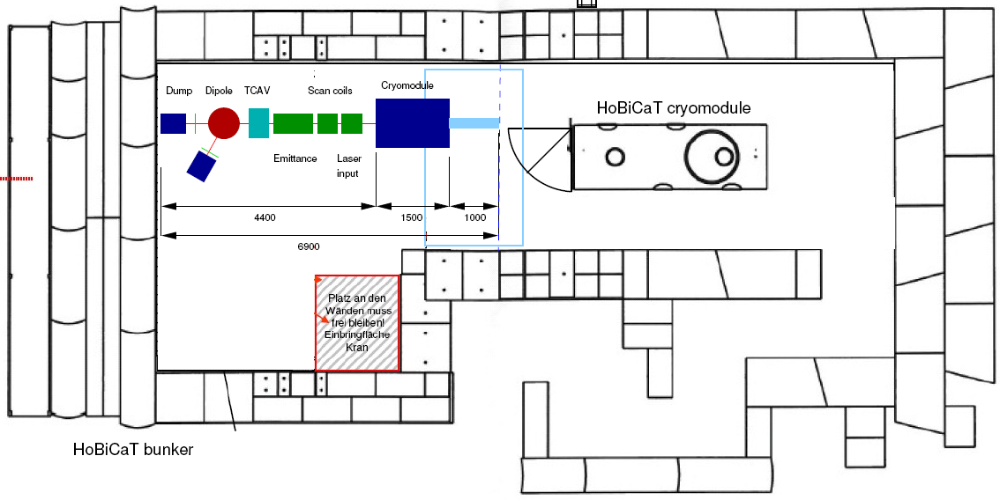 Dump
Dipole
TCAV
Scan coils
Cryomodule
HoBiCaT cryomodule
Emittance
Laser
input
4400
1500
1000
6900
Platz an den
Wänden muss
frei bleiben!
Einbringfläche
Kran
HoBiCaT bunker